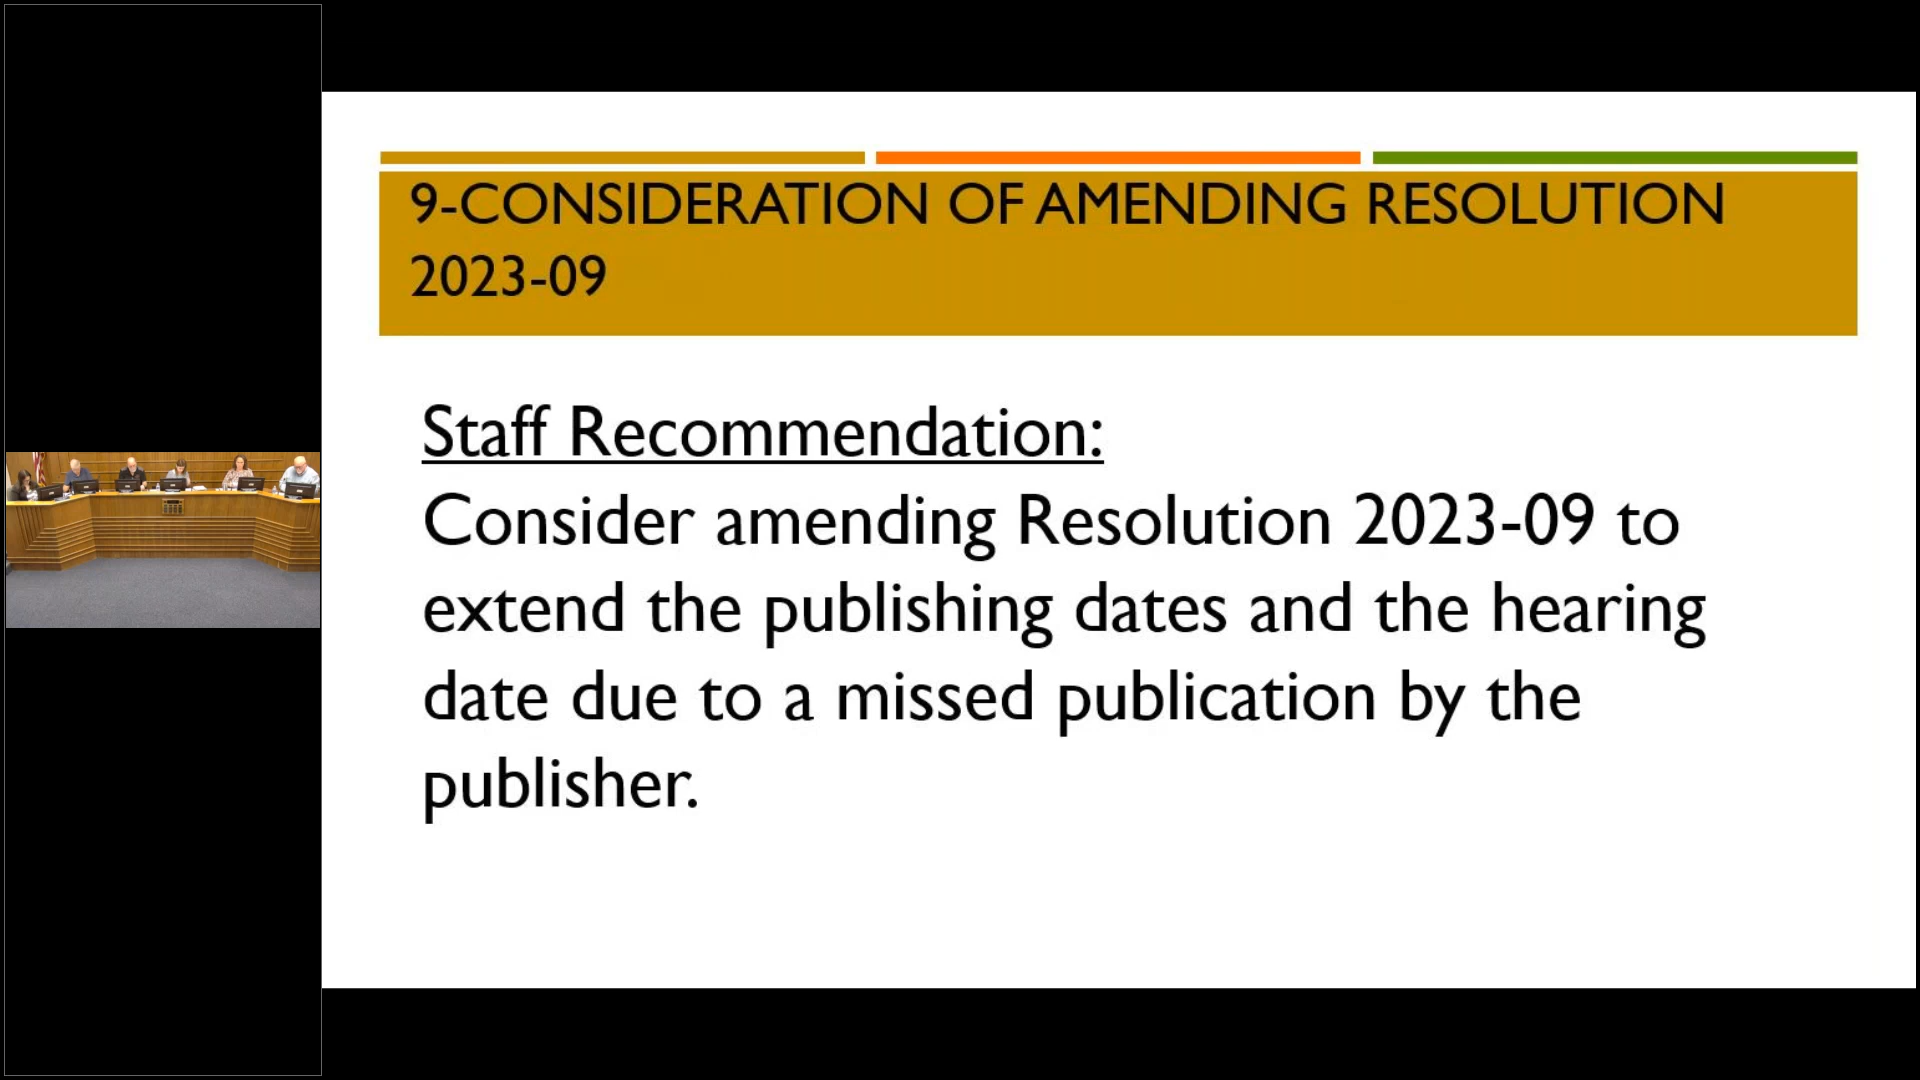 9-CONSIDERATION OF AMENDING RESOLUTION
2023-09
Staff Recommendation:
Consider amending Resolution 2023-09 to
extend the publishing dates and the hearing
date due to a missed publication by the
publisher.